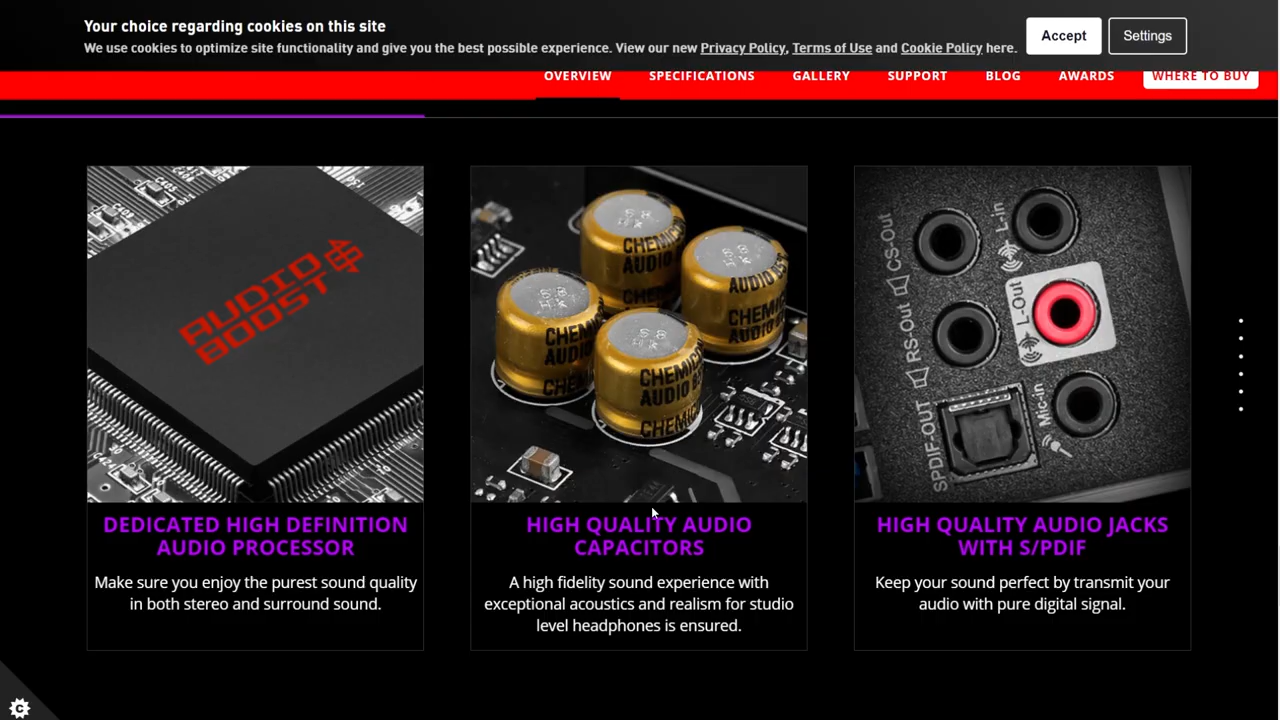 Your choice regarding cookies on this site
We use cookies to optimize site functionality and give you the best possible experience. View our new Privacy Policy, Terms of Use and Cookie Policy here.
Accept
Settings
OVERVIEW
SPECIFICATIONS
GALLERY
SUPPORT
BLOG
AWARDS
WHERE TO BUY
AUDIO
BOOST
CHEMICON
AUDIO
CS-Out
L-in
RS-Out
L-Out
SPDIF-OUT
Mic-in
DEDICATED HIGH DEFINITION
AUDIO PROCESSOR
Make sure you enjoy the purest sound quality
in both stereo and surround sound.
HIGH QUALITY AUDIO
CAPACITORS
A high fidelity sound experience with
exceptional acoustics and realism for studio
level headphones is ensured.
HIGH QUALITY AUDIO JACKS
WITH S/PDIF
Keep your sound perfect by transmit your
audio with pure digital signal.